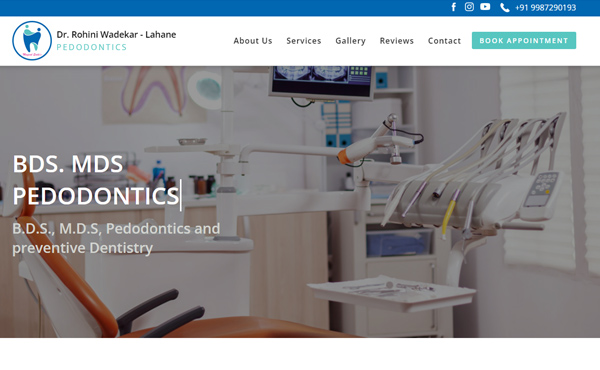 +91 9987290193
Dr. Rohini Wadekar - Lahane
PEDODONTICS
About Us Services Gallery Reviews Contact BOOK APPOINTMENT
BDS. MDS
PEDODONTICS
B.D.S., M.D.S, Pedodontics and
preventive Dentistry